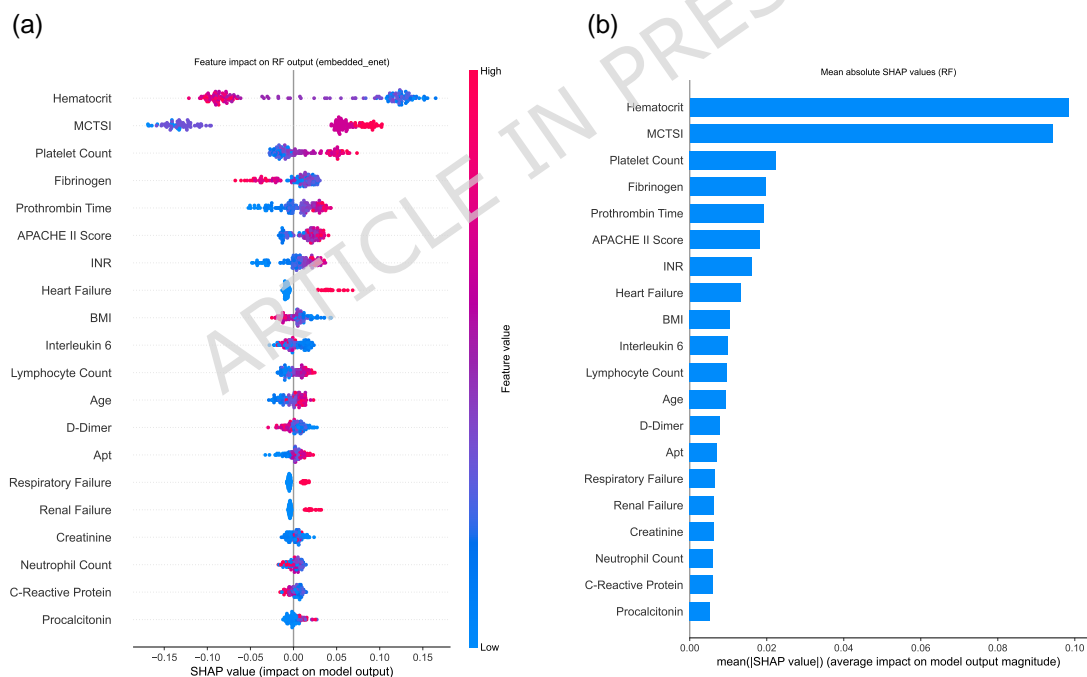 (a)
Feature impact on RF output (embedded_enet)
Hematocrit
MCTSI
Platelet Count
Fibrinogen
Prothrombin Time
APACHE II Score
INR
Heart Failure
BMI
Interleukin 6
Lymphocyte Count
Age
D-Dimer
Apt
Respiratory Failure
Renal Failure
Creatinine
Neutrophil Count
C-Reactive Protein
Procalcitonin
−0.15 −0.10 −0.05 0.00 0.05 0.10 0.15
SHAP value (impact on model output)
High
Feature value
Low
(b)
Mean absolute SHAP values (RF)
Hematocrit
MCTSI
Platelet Count
Fibrinogen
Prothrombin Time
APACHE II Score
INR
Heart Failure
BMI
Interleukin 6
Lymphocyte Count
Age
D-Dimer
Apt
Respiratory Failure
Renal Failure
Creatinine
Neutrophil Count
C-Reactive Protein
Procalcitonin
0.00 0.02 0.04 0.06 0.08 0.10
mean(|SHAP value|) (average impact on model output magnitude)
ARTICLE IN PRES